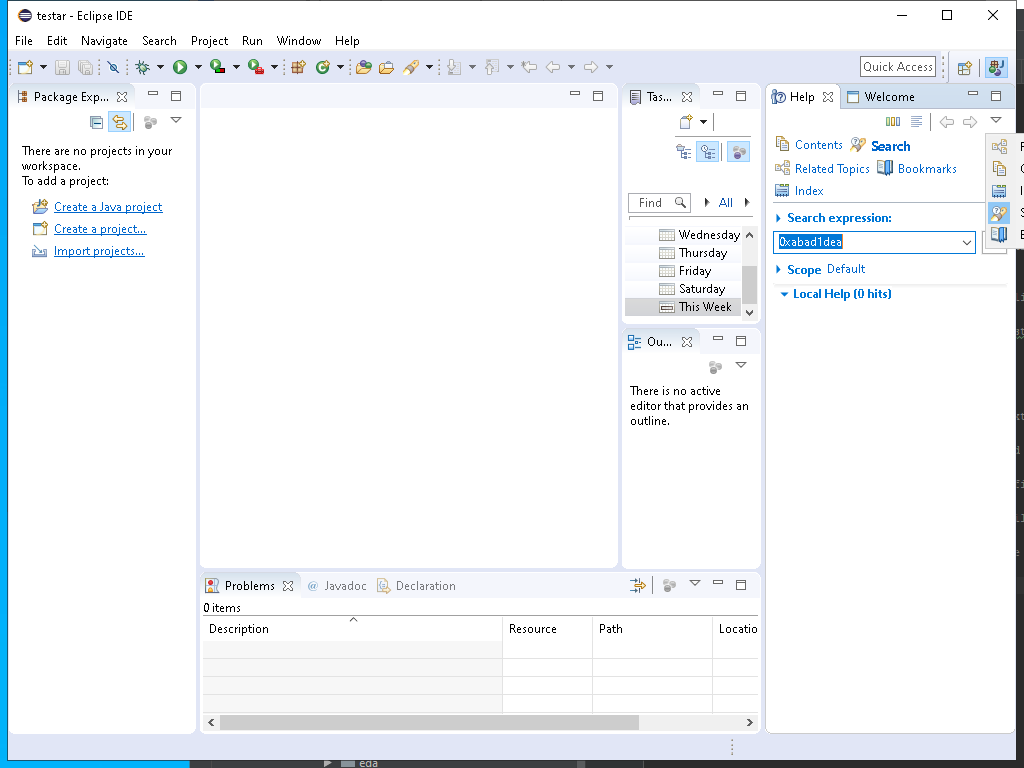 testar - Eclipse IDE
File Edit Navigate Search Project Run Window Help
Quick Access
Package Exp...
There are no projects in your
workspace.
To add a project:
Create a Java project
Create a project...
Import projects...
Tas...
Find
All
Wednesday
Thursday
Friday
Saturday
This Week
Ou...
There is no active
editor that provides an
outline.
Help
Welcome
Contents Search
Related Topics Bookmarks
Index
Search expression:
0xabad1dea
Scope Default
Local Help (0 hits)
Problems @ Javadoc Declaration
0 items
Description Resource Path Locatio
eda